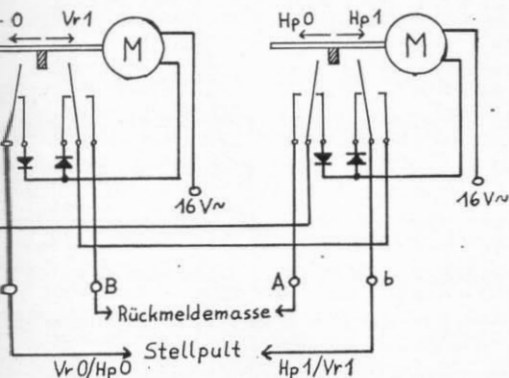 0 Vr1
Hp0 Hp1
M
M
16V~
16V~
B
A
b
Rückmeldemasse
Stellpult
Vr0/Hp0
Hp1/Vr1